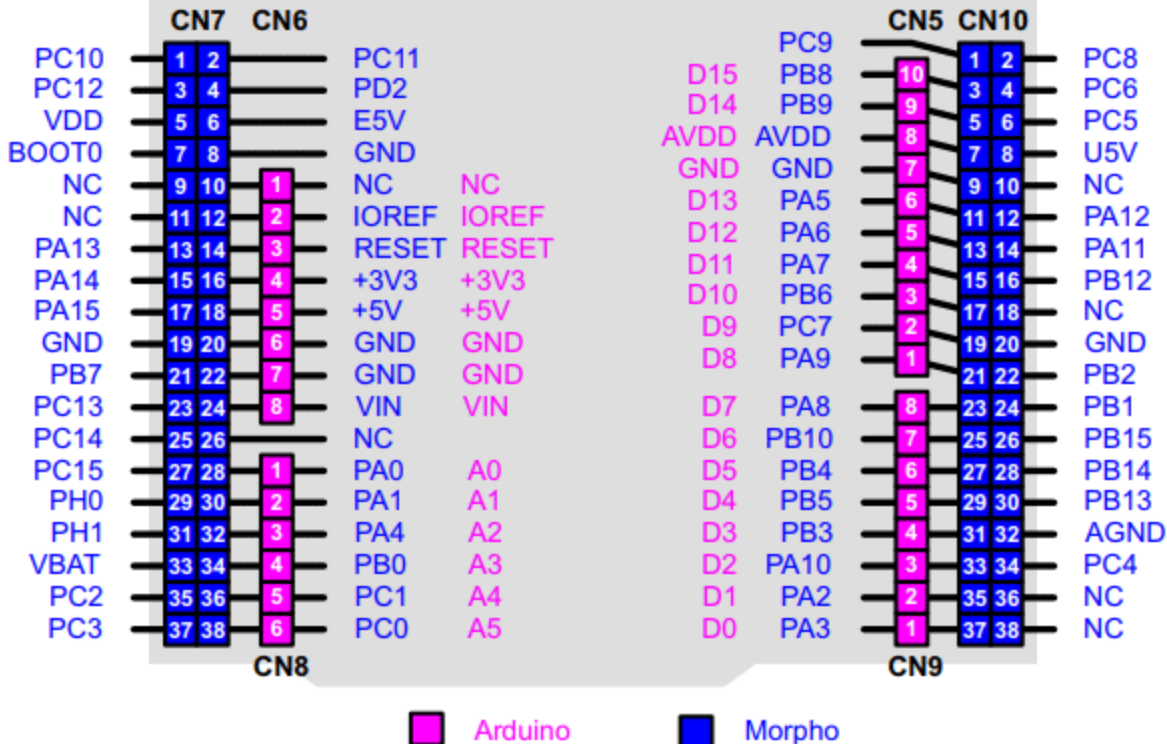 CN7 CN6 CN5 CN10
PC9
PC10 1 2 PC11 1 2 PC8
D15 PB8 10
PC12 3 4 PD2 3 4 PC6
D14 PB9 9
VDD 5 6 E5V 5 6 PC5
AVDD AVDD 8
BOOT0 7 8 GND 7 8 U5V
GND GND 7
NC 9 10 1 NC NC 9 10 NC
D13 PA5 6
NC 11 12 2 IOREF IOREF 11 12 PA12
D12 PA6 5
PA13 13 14 3 RESET RESET 13 14 PA11
D11 PA7 4
PA14 15 16 4 +3V3 +3V3 15 16 PB12
D10 PB6 3
PA15 17 18 5 +5V +5V 17 18 NC
D9 PC7 2
GND 19 20 6 GND GND 19 20 GND
D8 PA9 1
PB7 21 22 7 GND GND 21 22 PB2
PC13 23 24 8 VIN VIN D7 PA8 8 23 24 PB1
PC14 25 26 NC D6 PB10 7 25 26 PB15
PC15 27 28 1 PA0 A0 D5 PB4 6 27 28 PB14
PH0 29 30 2 PA1 A1 D4 PB5 5 29 30 PB13
PH1 31 32 3 PA4 A2 D3 PB3 4 31 32 AGND
VBAT 33 34 4 PB0 A3 D2 PA10 3 33 34 PC4
PC2 35 36 5 PC1 A4 D1 PA2 2 35 36 NC
PC3 37 38 6 PC0 A5 D0 PA3 1 37 38 NC
CN8 CN9
Arduino Morpho